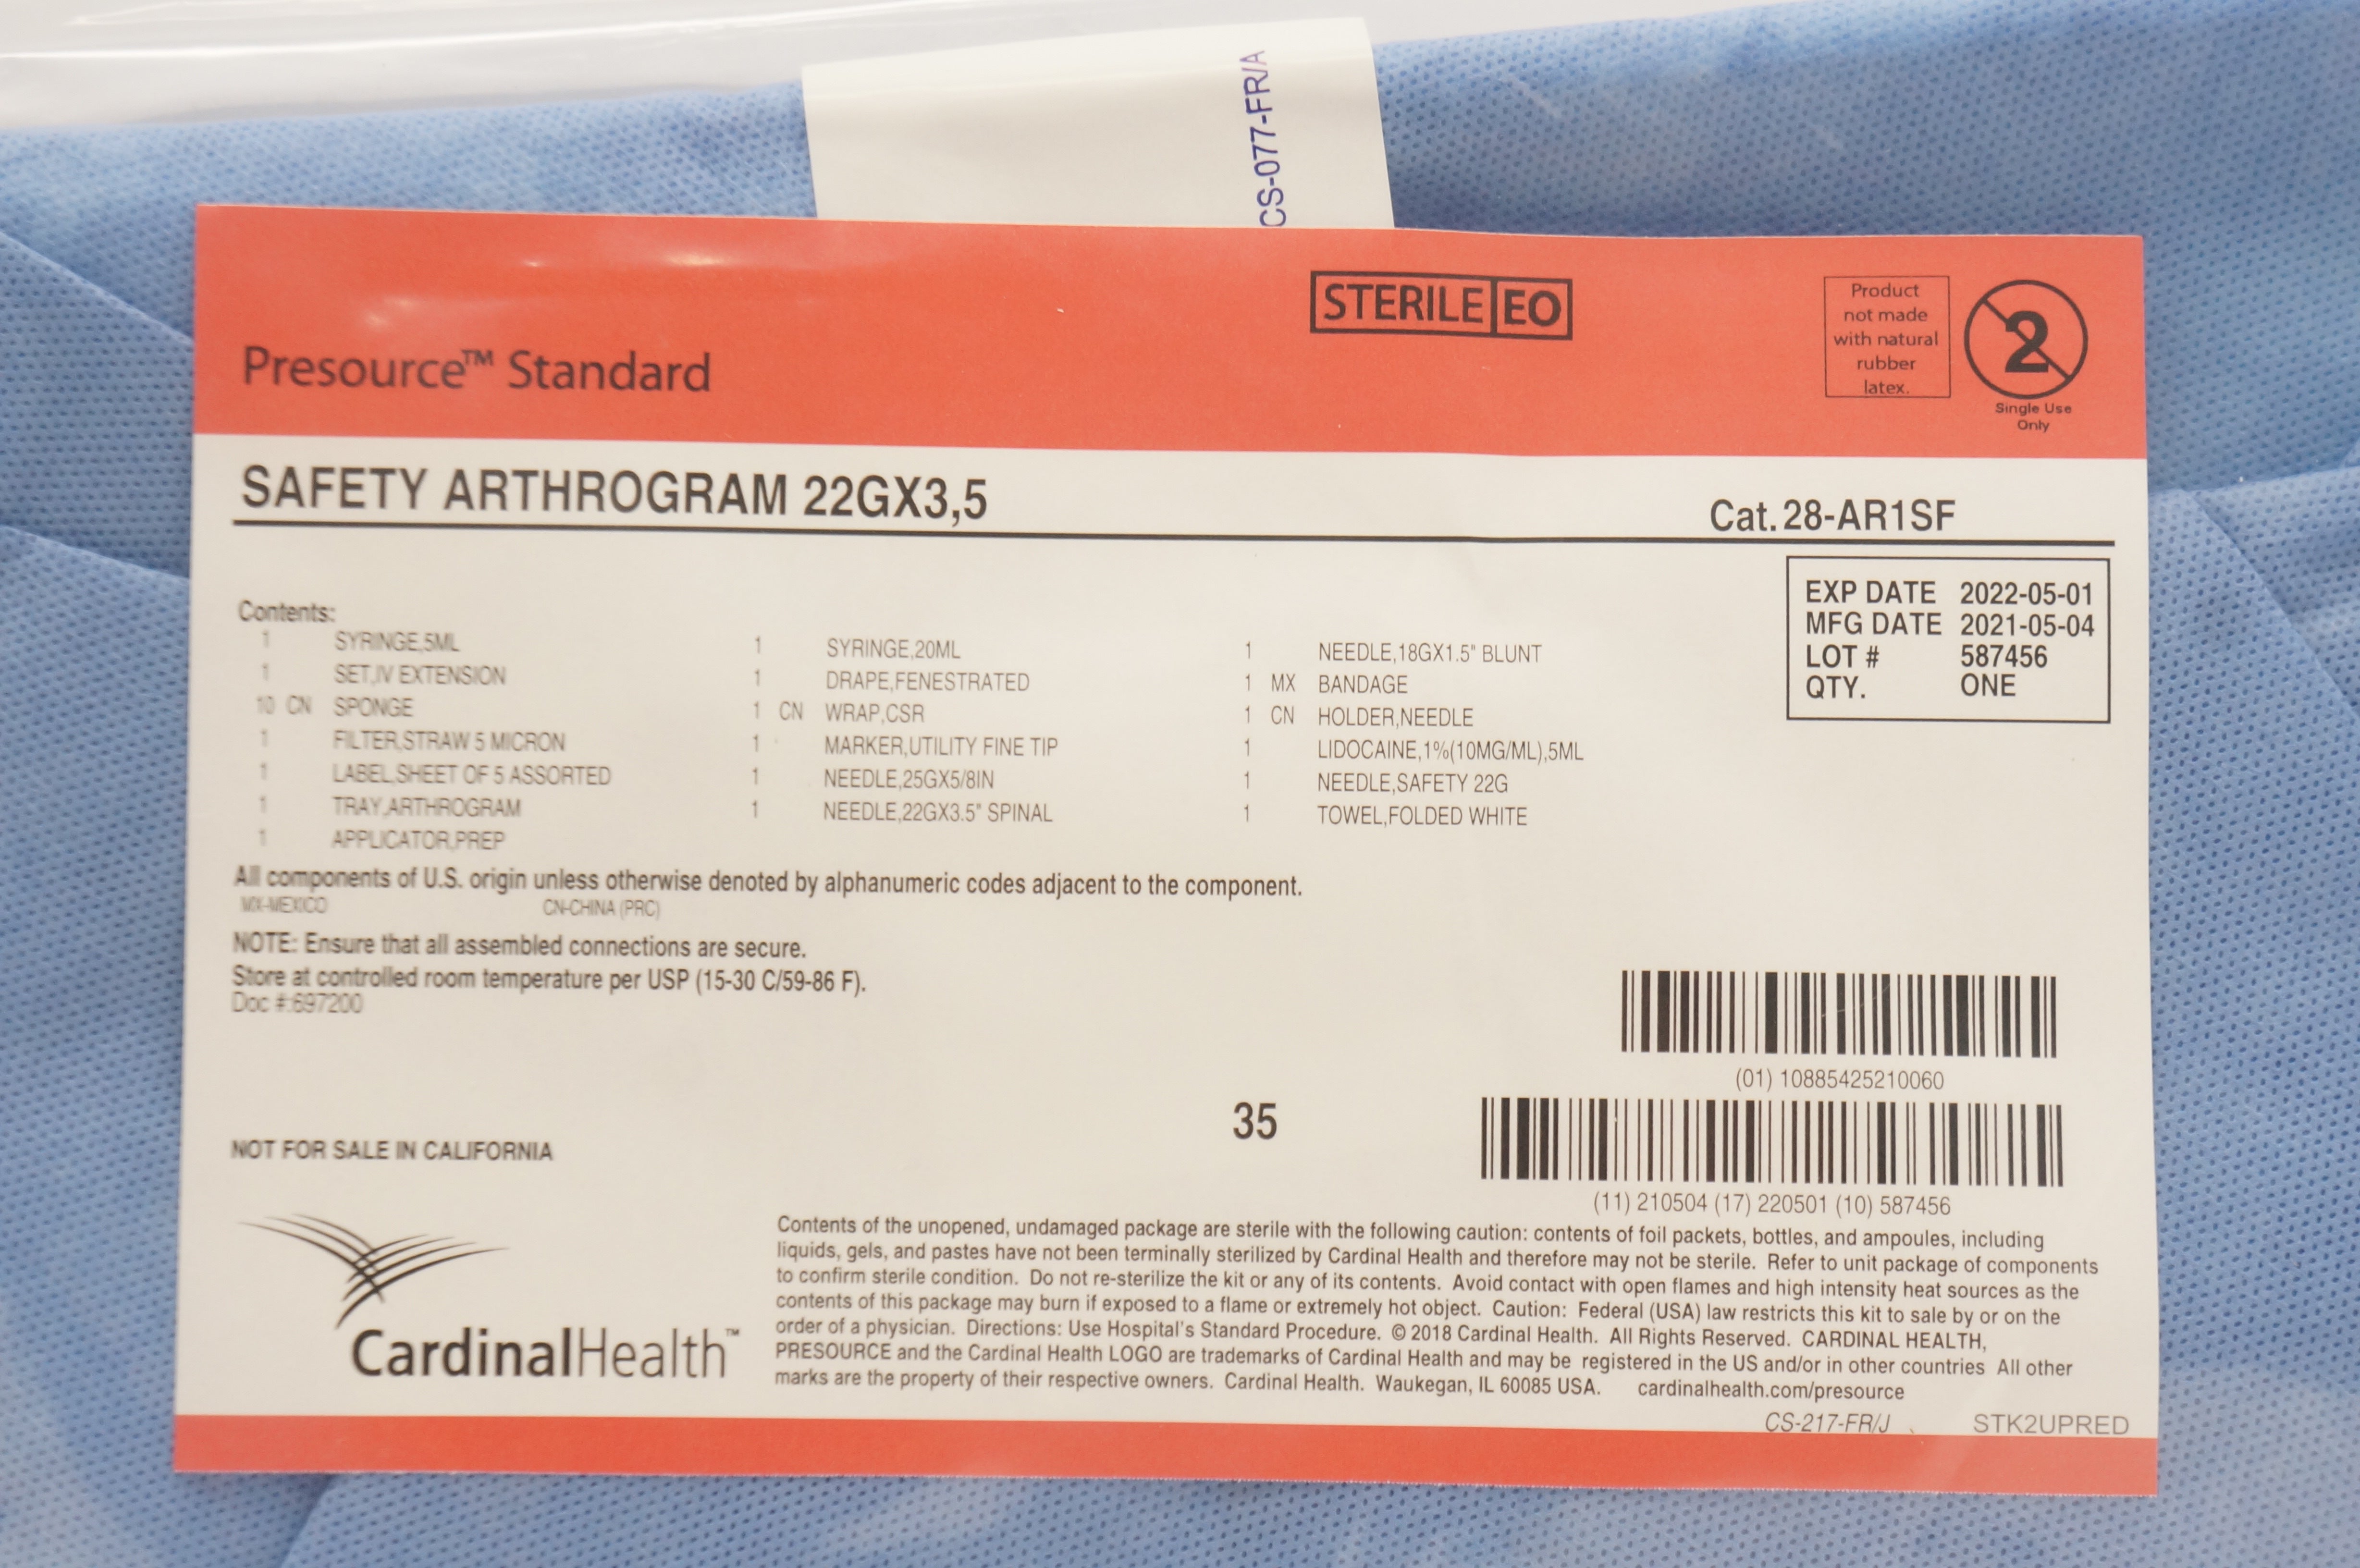 CS-077-FR/A
STERILE EO
Product
not made
with natural
rubber
latex.
2
Single Use
Only
Presource™ Standard
SAFETY ARTHROGRAM 22GX3,5
Cat. 28-AR1SF
EXP DATE 2022-05-01
MFG DATE 2021-05-04
LOT # 587456
QTY. ONE
Contents:
1 SYRINGE,5ML
1 SET,IV EXTENSION
10 CN SPONGE
1 FILTER,STRAW 5 MICRON
1 LABEL,SHEET OF 5 ASSORTED
1 TRAY,ARTHROGRAM
1 APPLICATOR,PREP
1 SYRINGE,20ML
1 DRAPE,FENESTRATED
1 CN WRAP,CSR
1 MARKER,UTILITY FINE TIP
1 NEEDLE,25GX5/8IN
1 NEEDLE,22GX3.5" SPINAL
1 NEEDLE,18GX1.5" BLUNT
1 MX BANDAGE
1 CN HOLDER,NEEDLE
1 LIDOCAINE,1%(10MG/ML),5ML
1 NEEDLE,SAFETY 22G
1 TOWEL,FOLDED WHITE
All components of U.S. origin unless otherwise denoted by alphanumeric codes adjacent to the component.
MX-MEXICO CN-CHINA (PRC)
NOTE: Ensure that all assembled connections are secure.
Store at controlled room temperature per USP (15-30 C/59-86 F).
Doc #:697200
(01) 10885425210060
35
(11) 210504 (17) 220501 (10) 587456
NOT FOR SALE IN CALIFORNIA
CardinalHealth™
Contents of the unopened, undamaged package are sterile with the following caution: contents of foil packets, bottles, and ampoules, including
liquids, gels, and pastes have not been terminally sterilized by Cardinal Health and therefore may not be sterile. Refer to unit package of components
to confirm sterile condition. Do not re-sterilize the kit or any of its contents. Avoid contact with open flames and high intensity heat sources as the
contents of this package may burn if exposed to a flame or extremely hot object. Caution: Federal (USA) law restricts this kit to sale by or on the
order of a physician. Directions: Use Hospital's Standard Procedure. © 2018 Cardinal Health. All Rights Reserved. CARDINAL HEALTH,
PRESOURCE and the Cardinal Health LOGO are trademarks of Cardinal Health and may be registered in the US and/or in other countries All other
marks are the property of their respective owners. Cardinal Health. Waukegan, IL 60085 USA. cardinalhealth.com/presource
CS-217-FR/J STK2UPRED